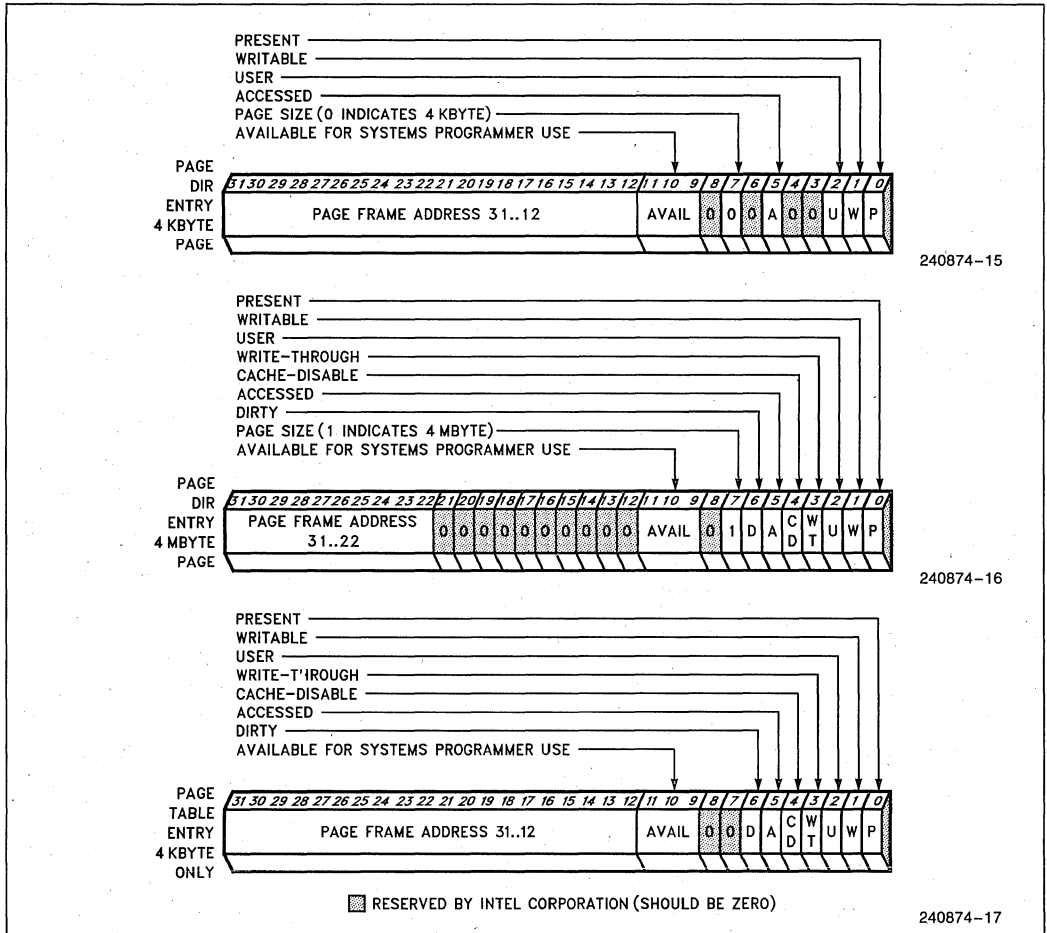 PRESENT
WRITABLE
USER
ACCESSED
PAGE SIZE (0 INDICATES 4 KBYTE)
AVAILABLE FOR SYSTEMS PROGRAMMER USE
PAGE
DIR
ENTRY
4 KBYTE
PAGE
31 30 29 28 27 26 25 24 23 22 21 20 19 18 17 16 15 14 13 12 11 10 9 8 7 6 5 4 3 2 1 0
PAGE FRAME ADDRESS 31..12 AVAIL 0 0 0 A 0 0 U W P
240874-15
PRESENT
WRITABLE
USER
WRITE-THROUGH
CACHE-DISABLE
ACCESSED
DIRTY
PAGE SIZE (1 INDICATES 4 MBYTE)
AVAILABLE FOR SYSTEMS PROGRAMMER USE
PAGE
DIR
ENTRY
4 MBYTE
PAGE
31 30 29 28 27 26 25 24 23 22 21 20 19 18 17 16 15 14 13 12 11 10 9 8 7 6 5 4 3 2 1 0
PAGE FRAME ADDRESS
31..22
0 0 0 0 0 0 0 0 0 0 AVAIL 0 1 D A CD WT U W P
240874-16
PRESENT
WRITABLE
USER
WRITE-T'IROUGH
CACHE-DISABLE
ACCESSED
DIRTY
AVAILABLE FOR SYSTEMS PROGRAMMER USE
PAGE
TABLE
ENTRY
4 KBYTE
ONLY
31 30 29 28 27 26 25 24 23 22 21 20 19 18 17 16 15 14 13 12 11 10 9 8 7 6 5 4 3 2 1 0
PAGE FRAME ADDRESS 31..12 AVAIL 0 0 D A CD WT U W P
RESERVED BY INTEL CORPORATION (SHOULD BE ZERO)
240874-17